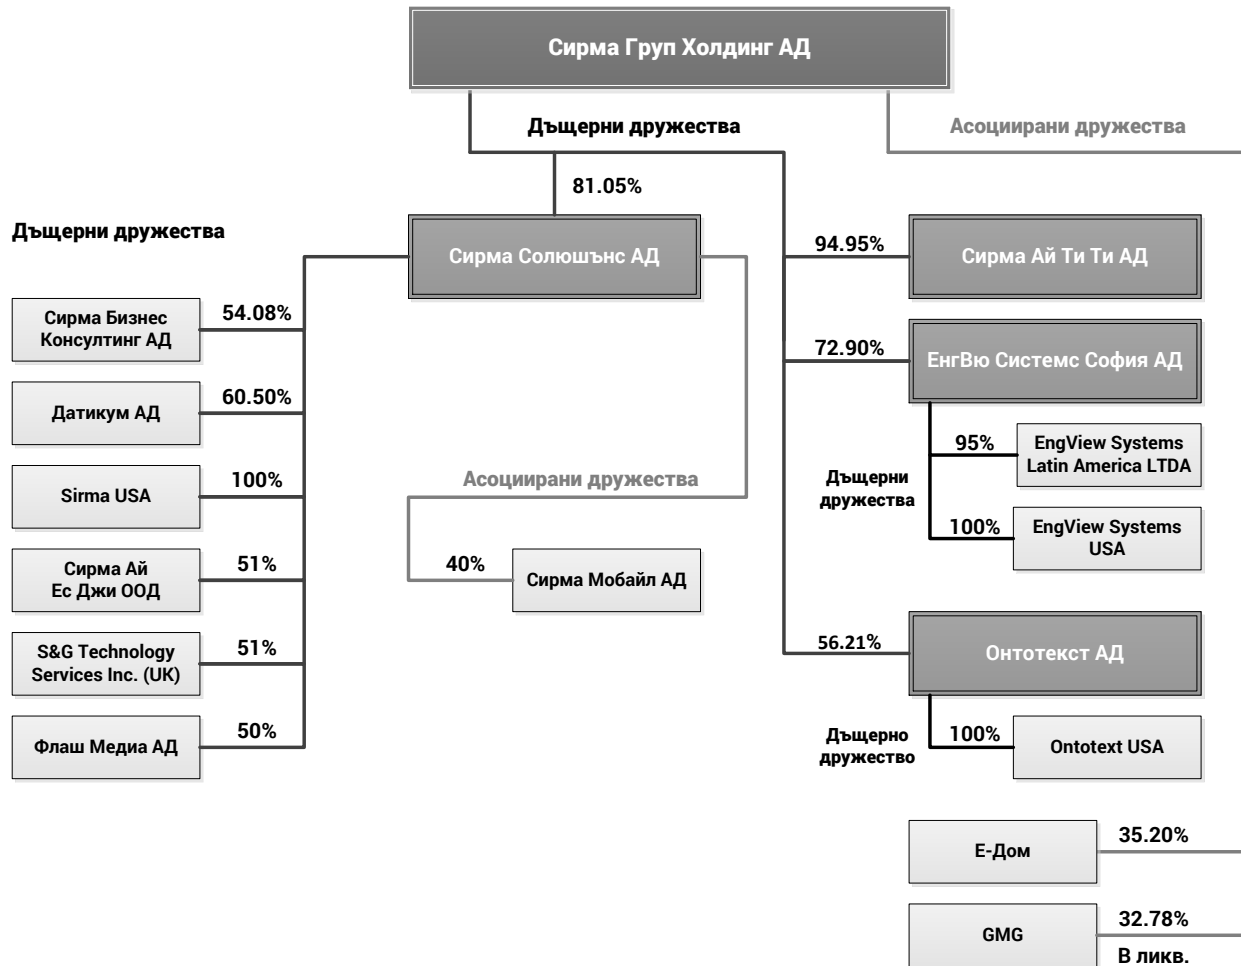 Сирма Груп Холдинг АД
Дъщерни дружества
Асоциирани дружества
81.05%
Дъщерни дружества
Сирма Солюшънс АД
94.95%
Сирма Ай Ти Ти АД
Сирма Бизнес
Консултинг АД
54.08%
72.90%
ЕнгВю Системс София АД
Датикум АД
60.50%
95%
EngView Systems
Latin America LTDA
Sirma USA
100%
Асоциирани дружества
Дъщерни
дружества
100%
EngView Systems
USA
Сирма Ай
Ес Джи ООД
51%
40%
Сирма Мобайл АД
S&G Technology
Services Inc. (UK)
51%
56.21%
Онтотекст АД
Флаш Медиа АД
50%
Дъщерно
дружество
100%
Ontotext USA
Е-Дом
35.20%
GMG
32.78%
В ликв.